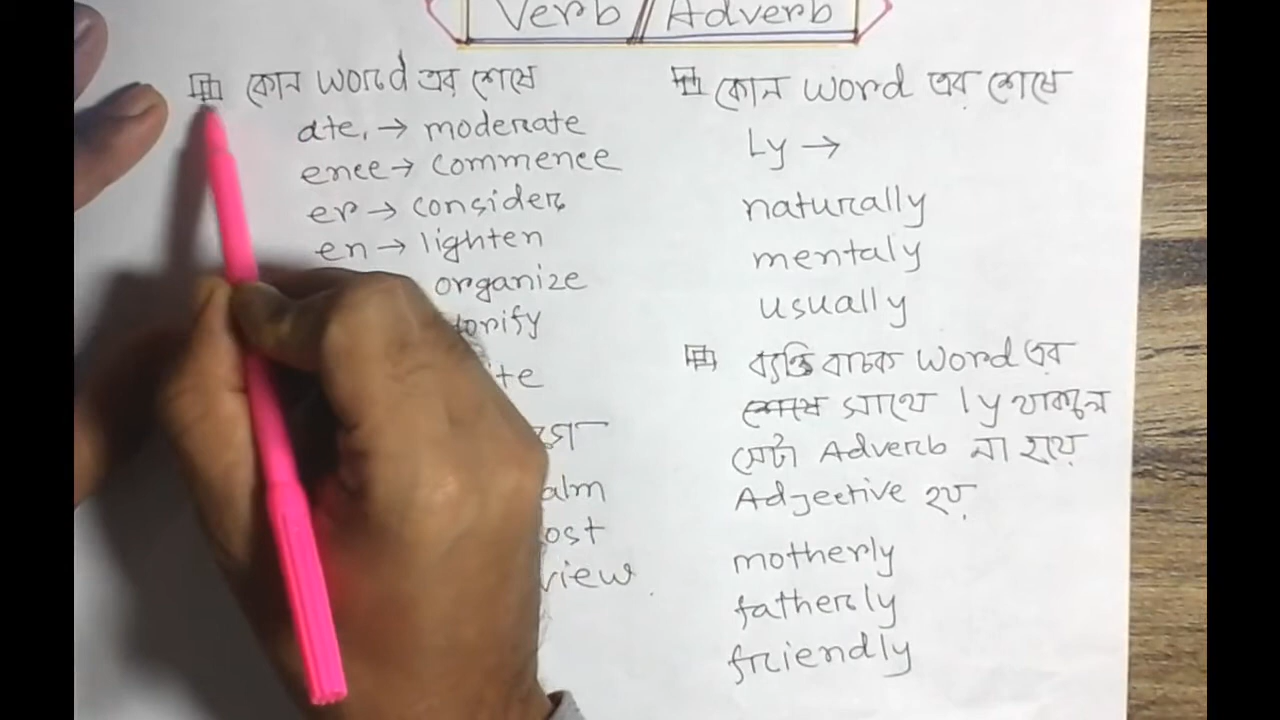 Verb // Adverb
কোন word এর শেষে
ate, → moderate
ence → commence
er → consider
en → lighten
organize
ite
alm
ost
view
কোন word এর শেষে
Ly →
naturally
mentaly
usually
ব্যক্তি বাচক word এর
সাথে ly থাকলে
সেটা Adverb না হয়ে
Adjective হয়
motherly
fatherly
friendly